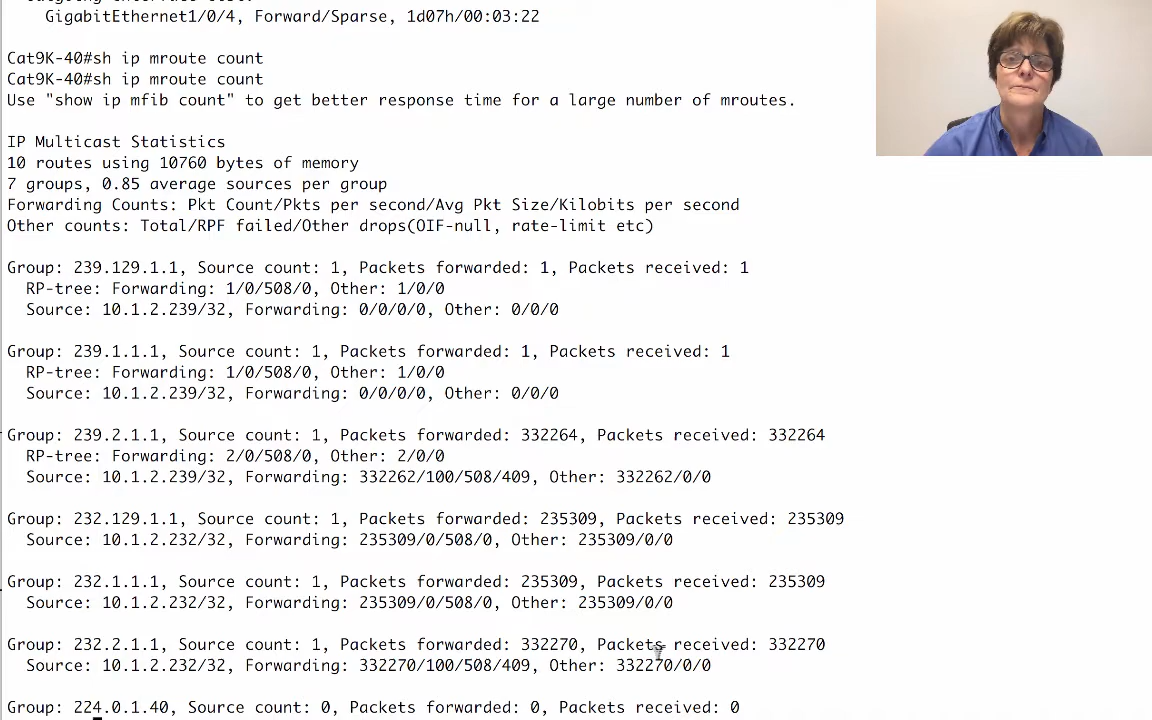 GigabitEthernet1/0/4, Forward/Sparse, 1d07h/00:03:22
Cat9K-40#sh ip mroute count
Cat9K-40#sh ip mroute count
Use "show ip mfib count" to get better response time for a large number of mroutes.
IP Multicast Statistics
10 routes using 10760 bytes of memory
7 groups, 0.85 average sources per group
Forwarding Counts: Pkt Count/Pkts per second/Avg Pkt Size/Kilobits per second
Other counts: Total/RPF failed/Other drops(OIF-null, rate-limit etc)
Group: 239.129.1.1, Source count: 1, Packets forwarded: 1, Packets received: 1
RP-tree: Forwarding: 1/0/508/0, Other: 1/0/0
Source: 10.1.2.239/32, Forwarding: 0/0/0/0, Other: 0/0/0
Group: 239.1.1.1, Source count: 1, Packets forwarded: 1, Packets received: 1
RP-tree: Forwarding: 1/0/508/0, Other: 1/0/0
Source: 10.1.2.239/32, Forwarding: 0/0/0/0, Other: 0/0/0
Group: 239.2.1.1, Source count: 1, Packets forwarded: 332264, Packets received: 332264
RP-tree: Forwarding: 2/0/508/0, Other: 2/0/0
Source: 10.1.2.239/32, Forwarding: 332262/100/508/409, Other: 332262/0/0
Group: 232.129.1.1, Source count: 1, Packets forwarded: 235309, Packets received: 235309
Source: 10.1.2.232/32, Forwarding: 235309/0/508/0, Other: 235309/0/0
Group: 232.1.1.1, Source count: 1, Packets forwarded: 235309, Packets received: 235309
Source: 10.1.2.232/32, Forwarding: 235309/0/508/0, Other: 235309/0/0
Group: 232.2.1.1, Source count: 1, Packets forwarded: 332270, Packets received: 332270
Source: 10.1.2.232/32, Forwarding: 332270/100/508/409, Other: 332270/0/0
Group: 224.0.1.40, Source count: 0, Packets forwarded: 0, Packets received: 0